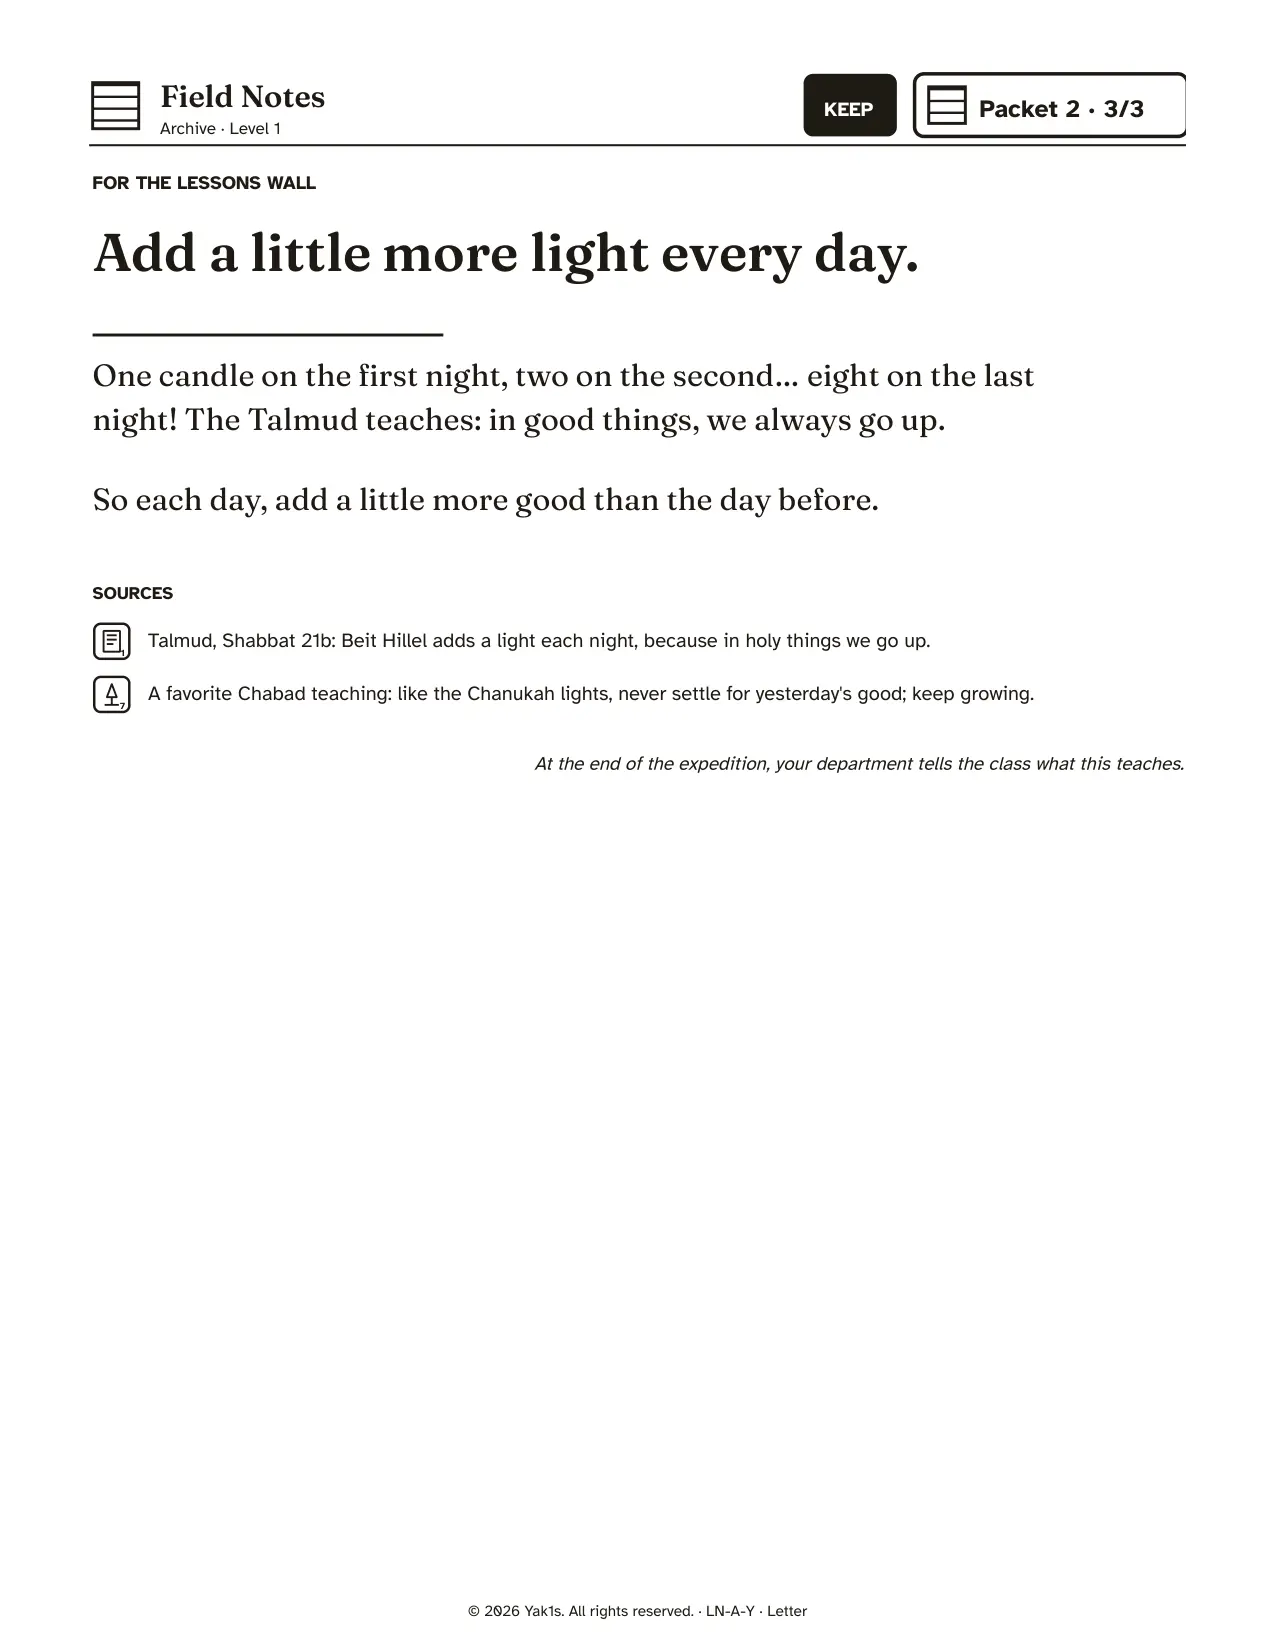 Field Notes
Archive · Level 1
KEEP
Packet 2 · 3/3
FOR THE LESSONS WALL
Add a little more light every day.
One candle on the first night, two on the second… eight on the last
night! The Talmud teaches: in good things, we always go up.
So each day, add a little more good than the day before.
SOURCES
1
Talmud, Shabbat 21b: Beit Hillel adds a light each night, because in holy things we go up.
7
A favorite Chabad teaching: like the Chanukah lights, never settle for yesterday's good; keep growing.
At the end of the expedition, your department tells the class what this teaches.
© 2026 Yak1s. All rights reserved. · LN-A-Y · Letter